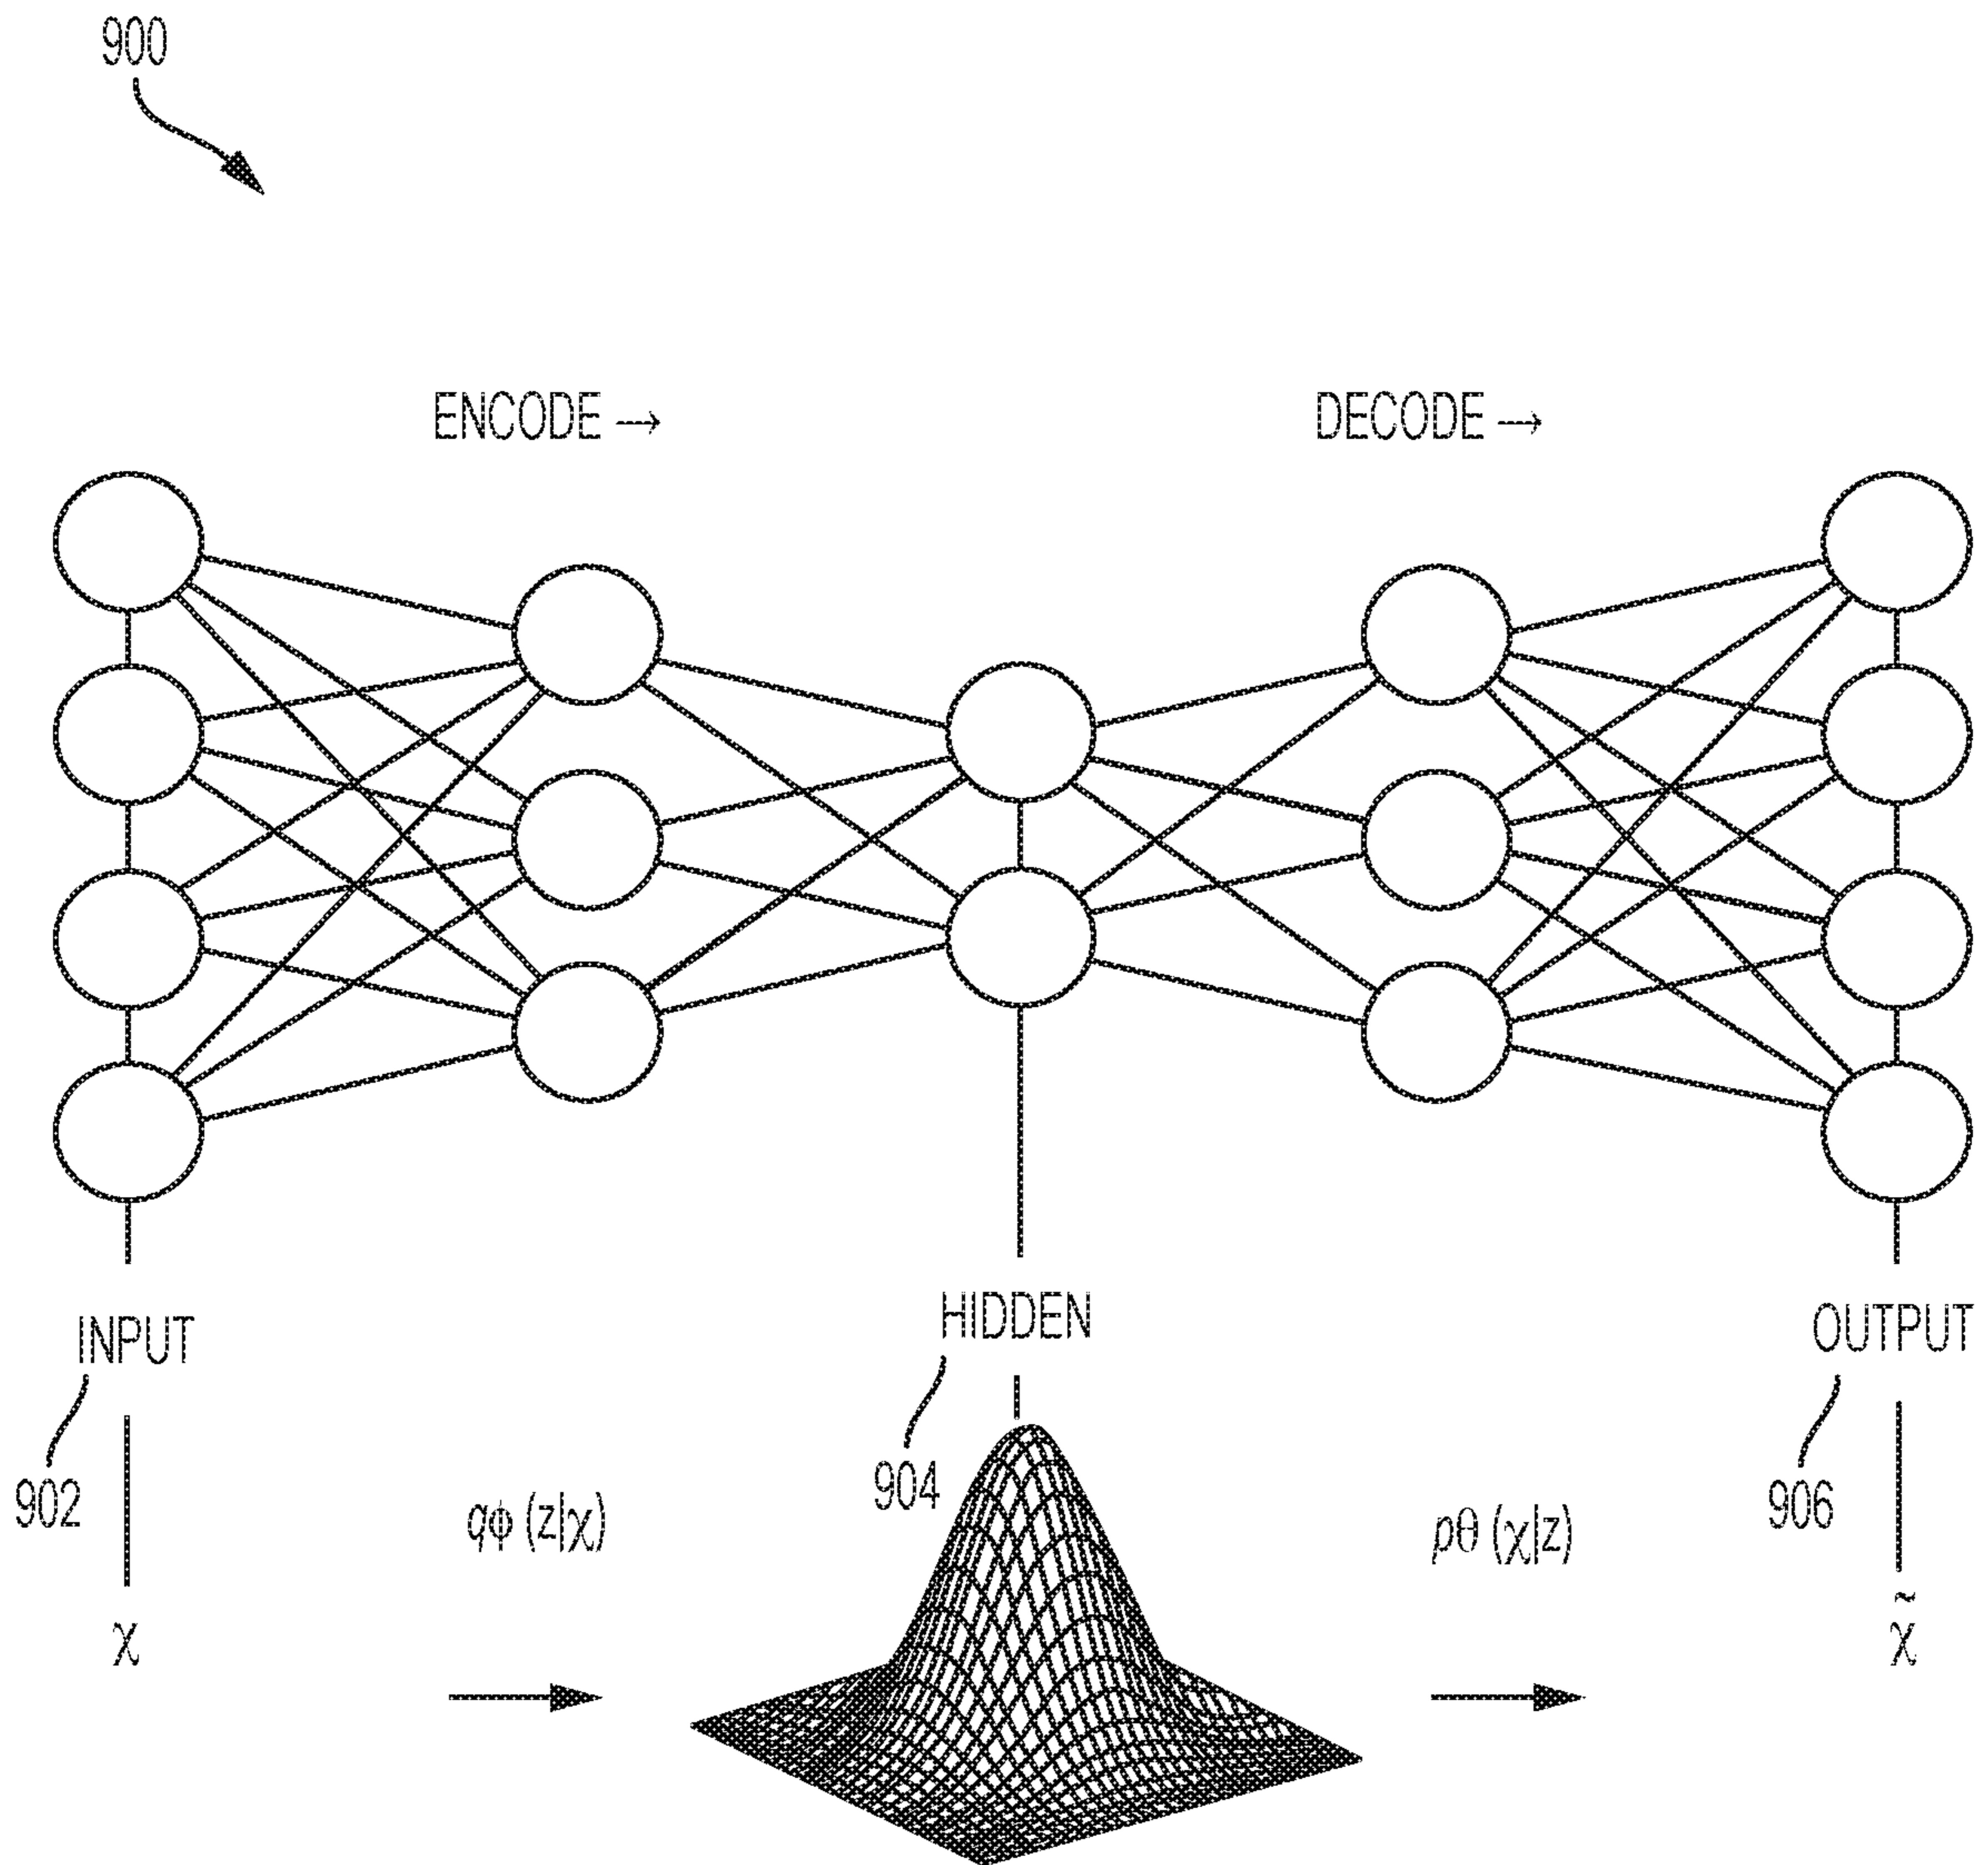 900
ENCODE →
DECODE →
INPUT
HIDDEN
OUTPUT
902
904
906
qϕ (z|χ)
pθ (χ|z)
χ
χ̃